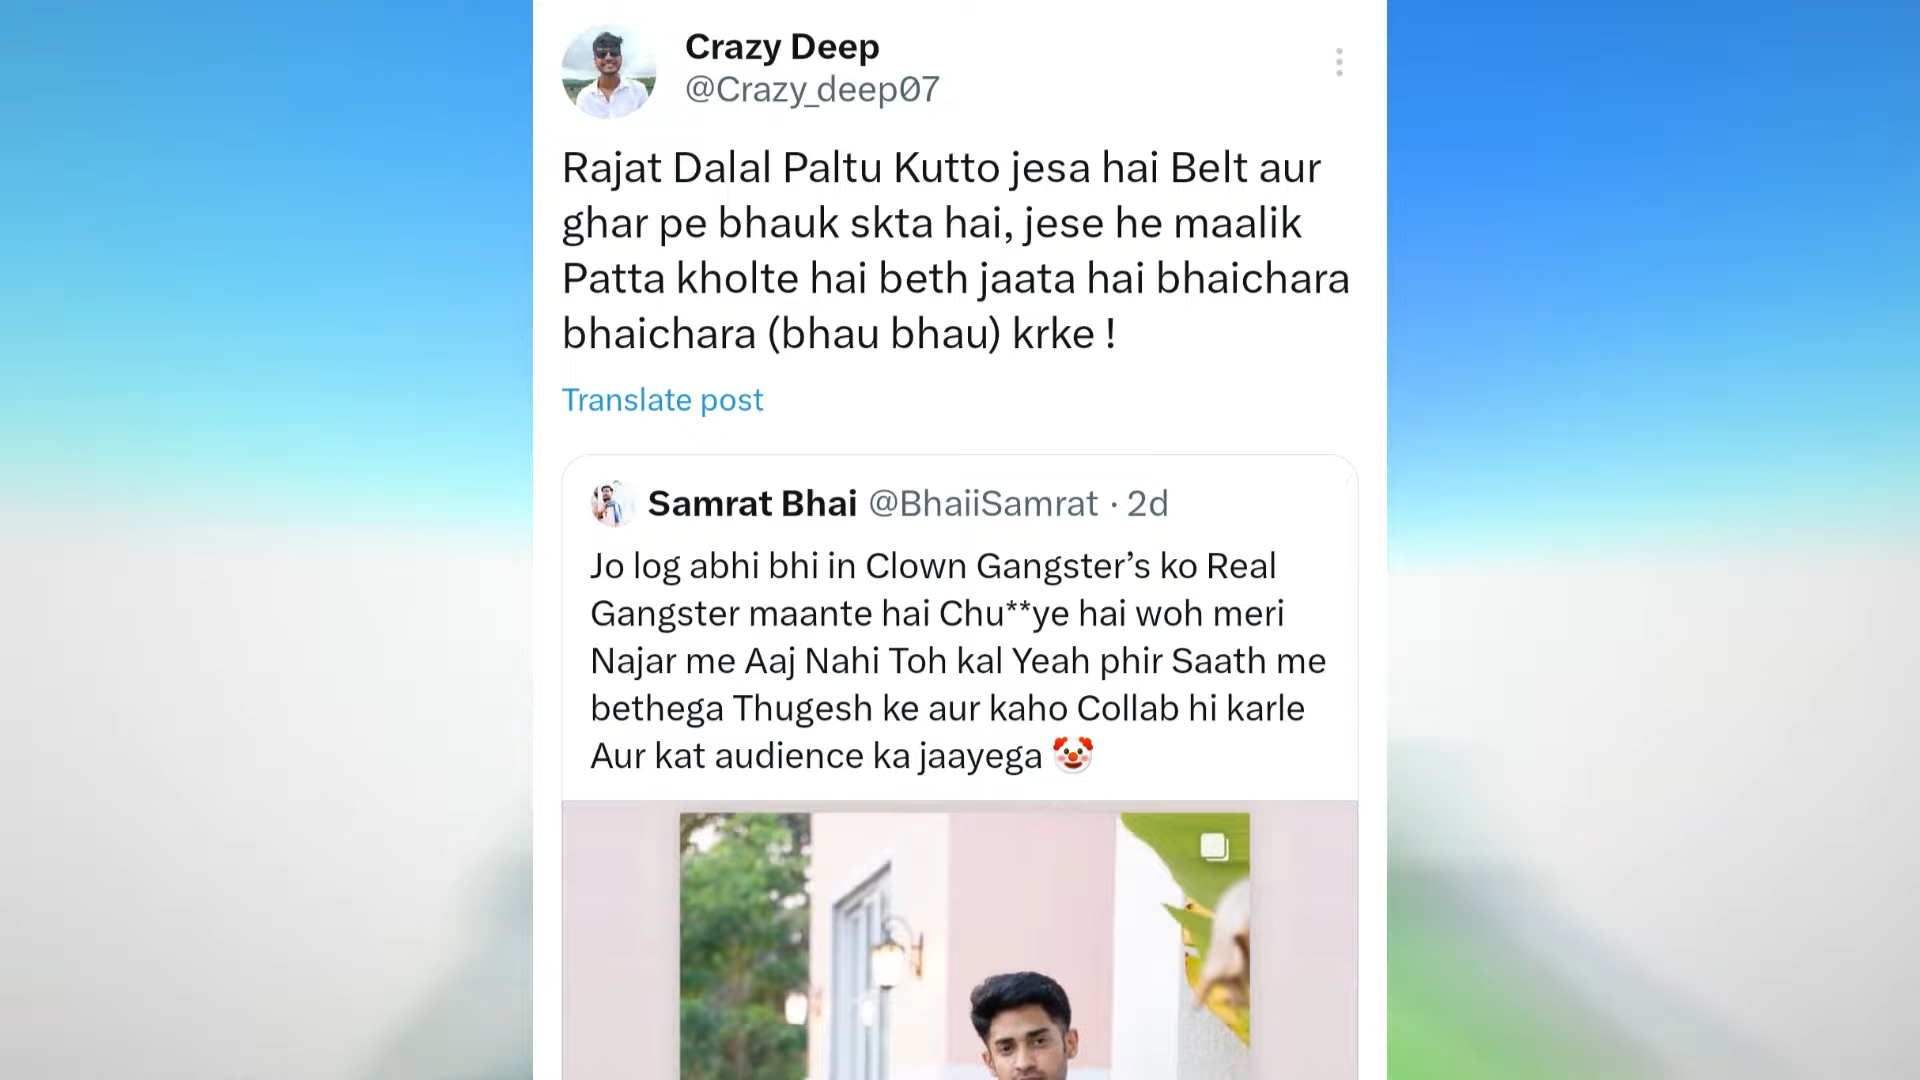 Crazy Deep
@Crazy_deep07
Rajat Dalal Paltu Kutto jesa hai Belt aur
ghar pe bhauk skta hai, jese he maalik
Patta kholte hai beth jaata hai bhaichara
bhaichara (bhau bhau) krke !
Translate post
Samrat Bhai @BhaiiSamrat · 2d
Jo log abhi bhi in Clown Gangster’s ko Real
Gangster maante hai Chu**ye hai woh meri
Najar me Aaj Nahi Toh kal Yeah phir Saath me
bethega Thugesh ke aur kaho Collab hi karle
Aur kat audience ka jaayega 🤡